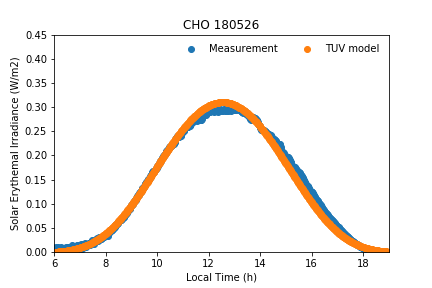 CHO 180526
Measurement TUV model
Solar Erythemal Irradiance (W/m2)
0.45
0.40
0.35
0.30
0.25
0.20
0.15
0.10
0.05
0.00
6 8 10 12 14 16 18
Local Time (h)